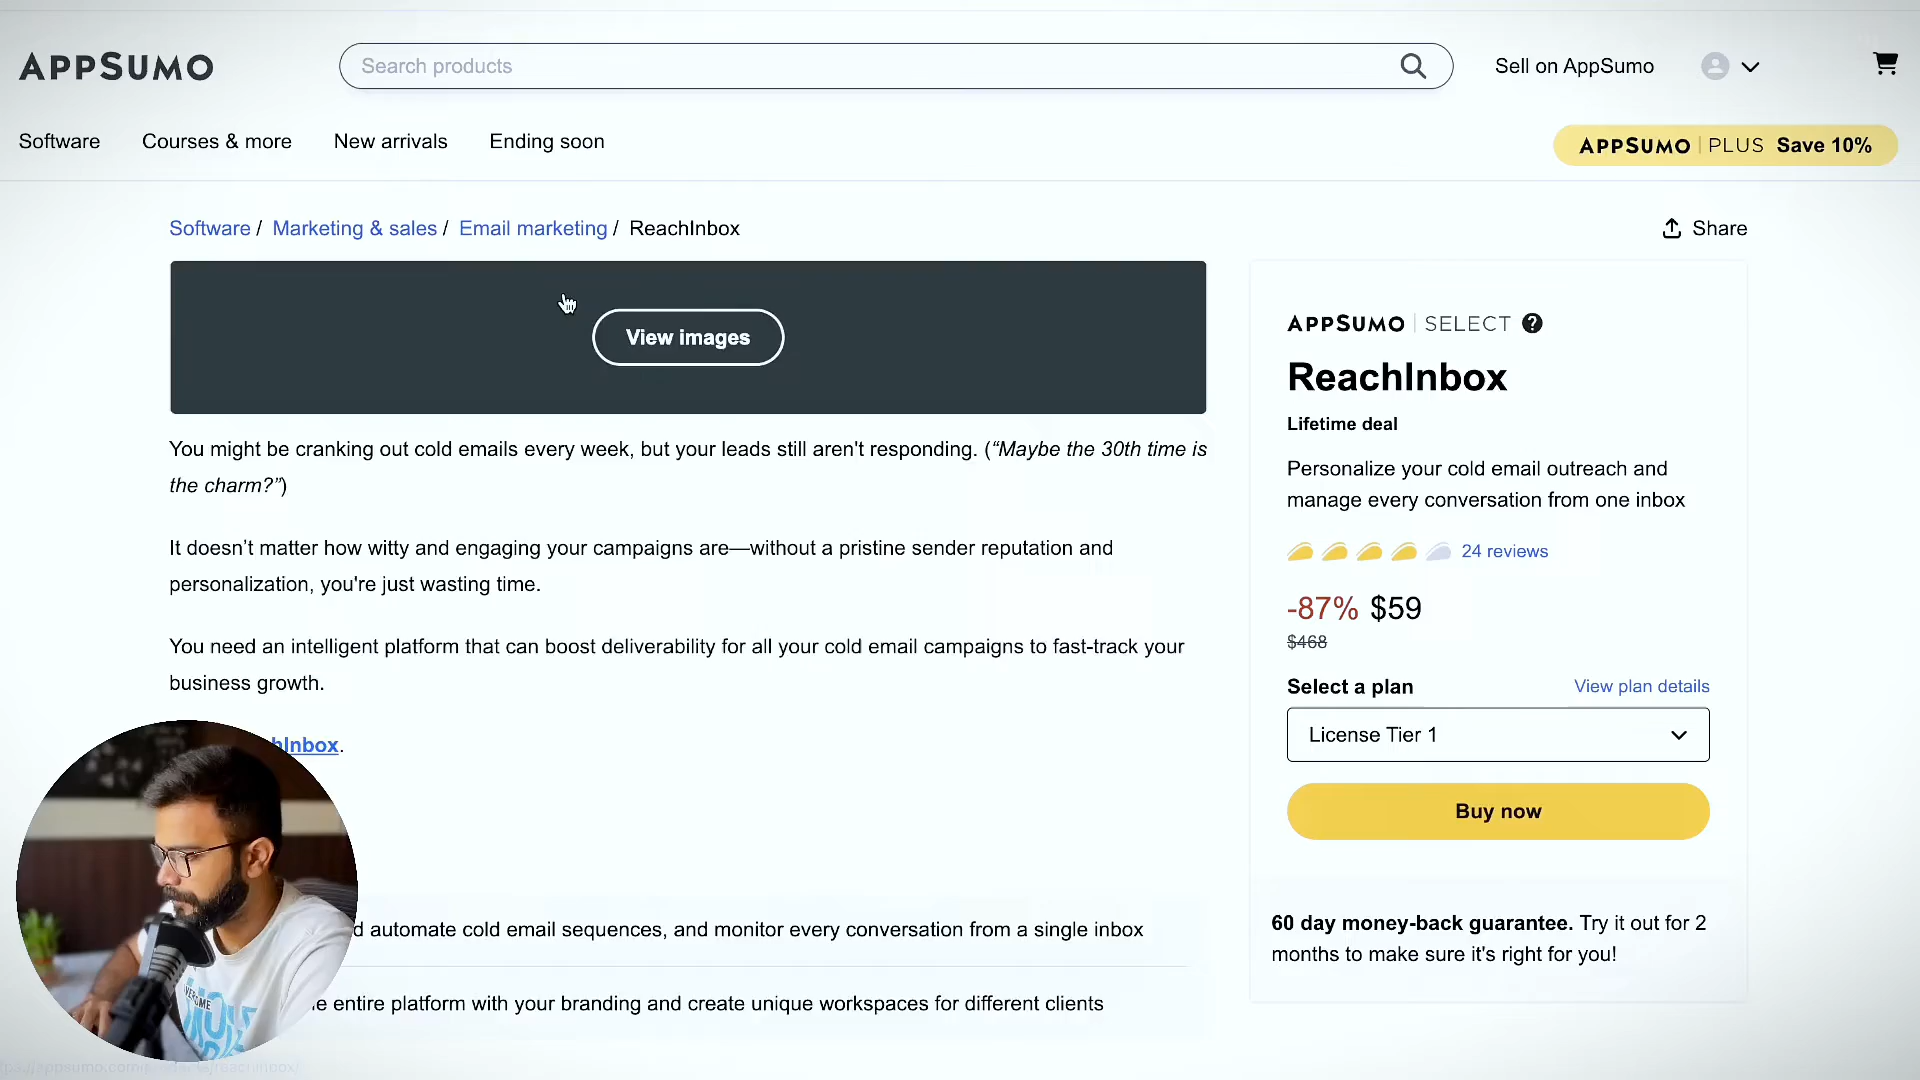 APPSUMO
Search products
Sell on AppSumo
Software
Courses & more
New arrivals
Ending soon
APPSUMO | PLUS Save 10%
Software / Marketing & sales / Email marketing / ReachInbox
Share
View images
You might be cranking out cold emails every week, but your leads still aren't responding. (“Maybe the 30th time is
the charm?”)
It doesn’t matter how witty and engaging your campaigns are—without a pristine sender reputation and
personalization, you're just wasting time.
You need an intelligent platform that can boost deliverability for all your cold email campaigns to fast-track your
business growth.
hInbox.
d automate cold email sequences, and monitor every conversation from a single inbox
entire platform with your branding and create unique workspaces for different clients
APPSUMO | SELECT ?
ReachInbox
Lifetime deal
Personalize your cold email outreach and
manage every conversation from one inbox
24 reviews
-87% $59
$468
Select a plan
View plan details
License Tier 1
Buy now
60 day money-back guarantee. Try it out for 2
months to make sure it's right for you!